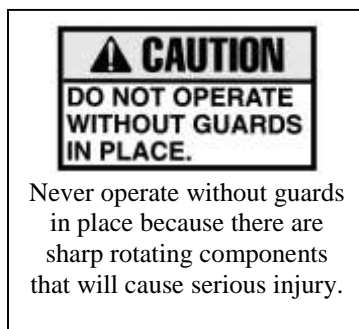 CAUTION
DO NOT OPERATE
WITHOUT GUARDS
IN PLACE.
Never operate without guards
in place because there are
sharp rotating components
that will cause serious injury.